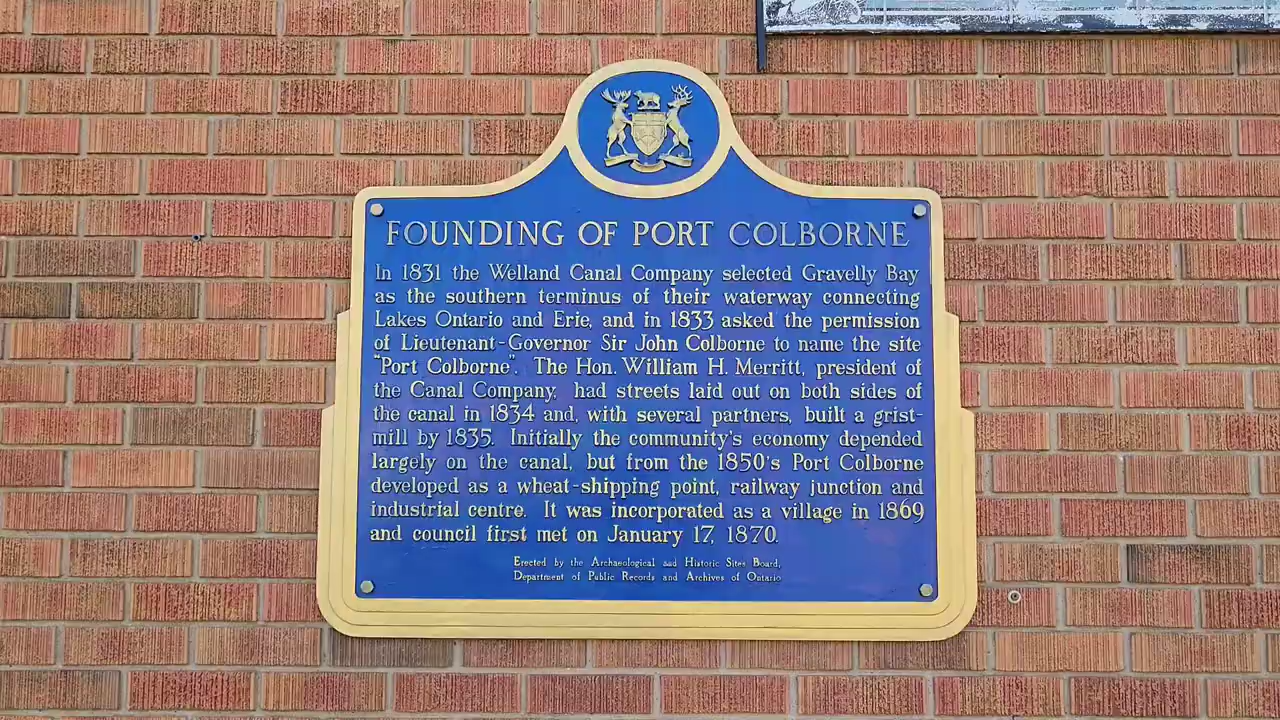 FOUNDING OF PORT COLBORNE
In 1831 the Welland Canal Company selected Gravelly Bay
as the southern terminus of their waterway connecting
Lakes Ontario and Erie, and in 1833 asked the permission
of Lieutenant-Governor Sir John Colborne to name the site
"Port Colborne". The Hon. William H. Merritt, president of
the Canal Company, had streets laid out on both sides of
the canal in 1834 and, with several partners, built a grist-
mill by 1835. Initially the community's economy depended
largely on the canal, but from the 1850's Port Colborne
developed as a wheat-shipping point, railway junction and
industrial centre. It was incorporated as a village in 1869
and council first met on January 17, 1870.
Erected by the Archaeological and Historic Sites Board,
Department of Public Records and Archives of Ontario